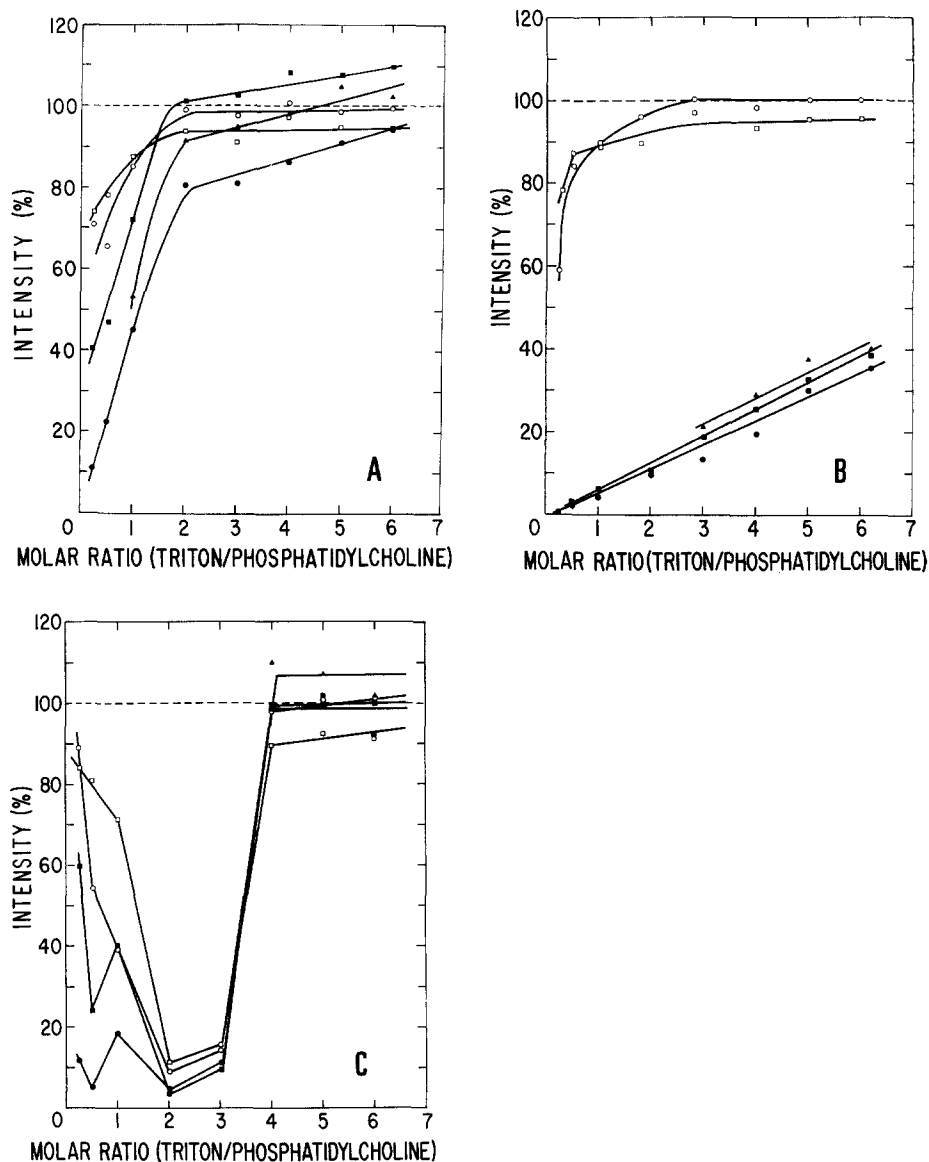 120
100
80
60
40
20
INTENSITY (%)
A
0 1 2 3 4 5 6 7
MOLAR RATIO (TRITON/PHOSPHATIDYLCHOLINE)
120
100
80
60
40
20
INTENSITY (%)
B
0 1 2 3 4 5 6 7
MOLAR RATIO (TRITON/PHOSPHATIDYLCHOLINE)
120
100
80
60
40
20
INTENSITY (%)
C
0 1 2 3 4 5 6 7
MOLAR RATIO (TRITON/PHOSPHATIDYLCHOLINE)